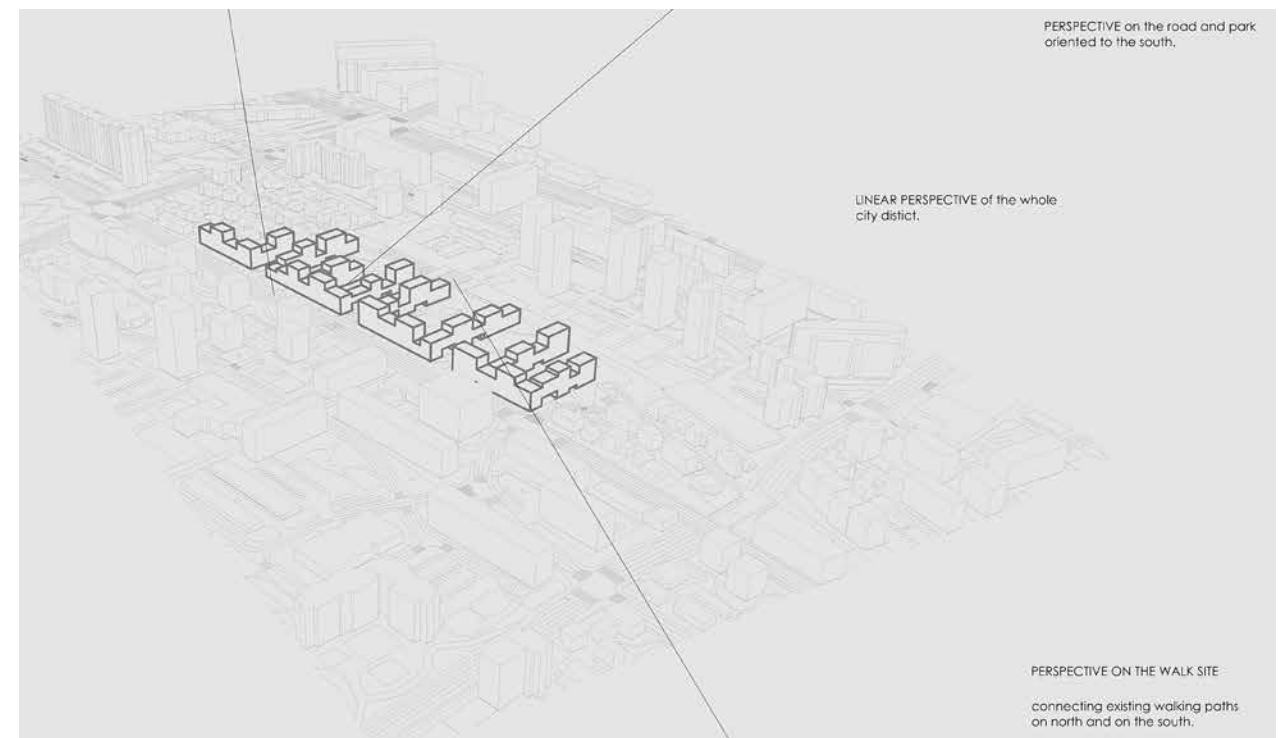 PERSPECTIVE on the road and park
oriented to the south.
LINEAR PERSPECTIVE of the whole
city distict.
PERSPECTIVE ON THE WALK SITE
connecting existing walking paths
on north and on the south.